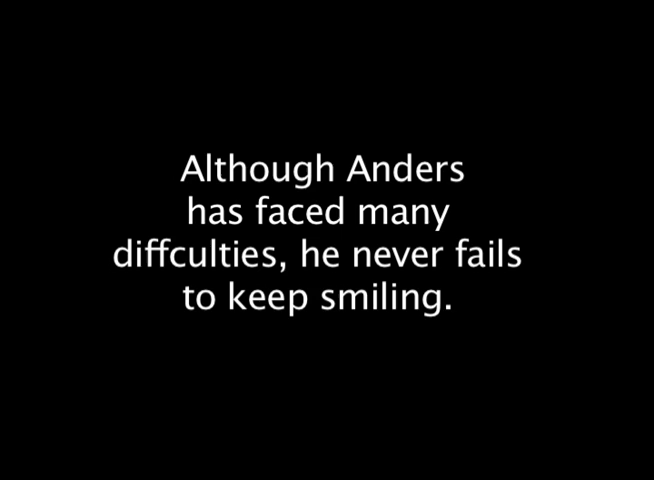 Although Anders
has faced many
diffculties, he never fails
to keep smiling.